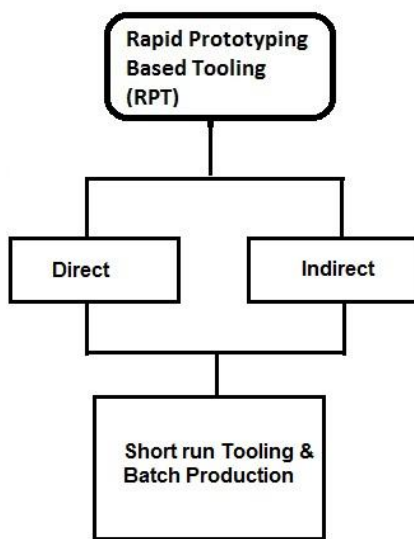 Rapid Prototyping
Based Tooling
(RPT)
Direct
Indirect
Short run Tooling &
Batch Production